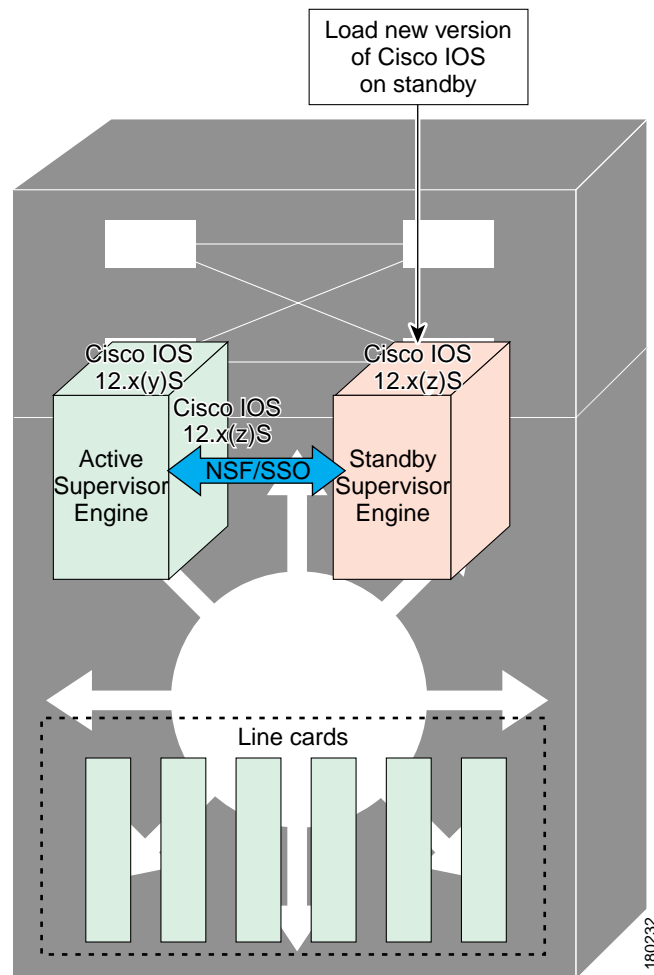 Load new version
of Cisco IOS
on standby
Cisco IOS
12.x(y)S
Cisco IOS
12.x(z)S
Cisco IOS
12.x(z)S
Active
Supervisor
Engine
NSF/SSO
Standby
Supervisor
Engine
Line cards
180232